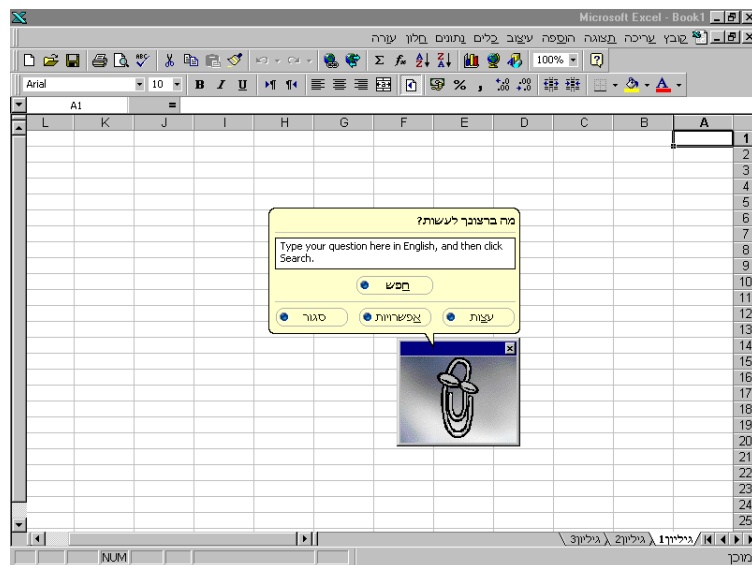 Microsoft Excel - Book1
קובץ עריכה תצוגה הוספה עיצוב כלים נתונים חלון עזרה
100%
Arial 10 B I U % ,
A1 =
L K J I H G F E D C B A
1
2
3
4
5
6
7
8
9
10
11
12
13
14
15
16
17
18
19
20
21
22
23
24
25
מה ברצונך לעשות?
Type your question here in English, and then click
Search.
חפש
עצות אפשרויות סגור
גיליון1 גיליון2 גיליון3
מוכן NUM